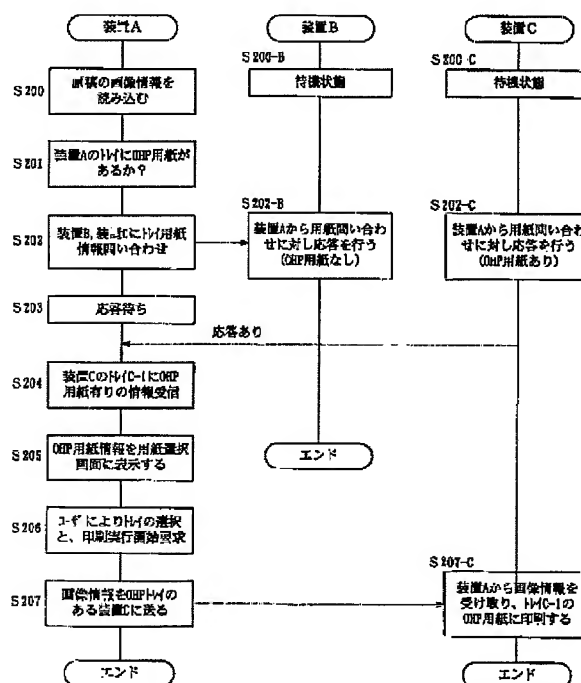 装置A
装置B
装置C
S200
原稿の画像情報を
読み込む
S200-B
待機状態
S200-C
待機状態
S201
装置AのトレイにOHP用紙が
あるか？
S202
装置B,装置Cにトレイ用紙
情報問い合わせ
S202-B
装置Aから用紙問い合わ
せに対し応答を行う
(OHP用紙なし)
S202-C
装置Aから用紙問い合わ
せに対し応答を行う
(OHP用紙あり)
S203
応答待ち
応答あり
S204
装置CのトレイC-1にOHP
用紙有りの情報受信
S205
OHP用紙情報を用紙選択
画面に表示する
エンド
S206
ユーザによりトレイの選択
と、印刷実行開始要求
S207
画像情報をOHPトレイの
ある装置Cに送る
S207-C
装置Aから画像情報を
受け取り、トレイC-1の
OHP用紙に印刷する
エンド
エンド